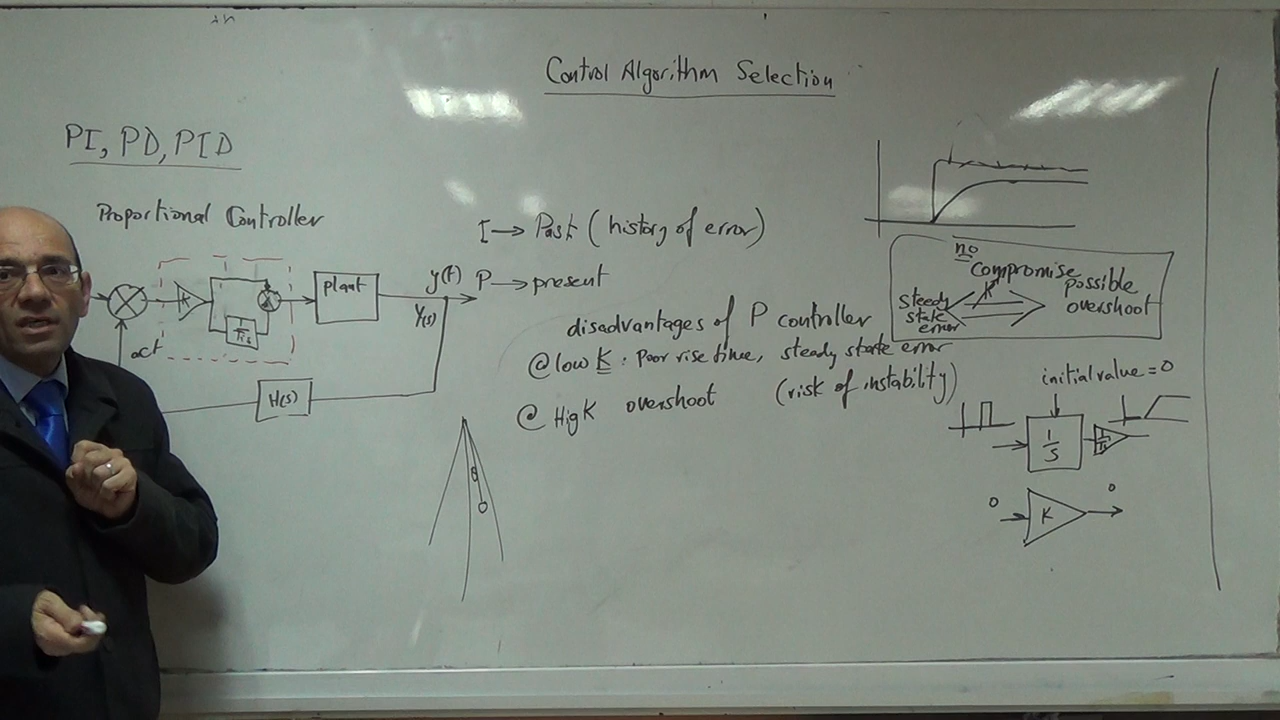 Control Algorithm Selection
PI, PD, PID
Proportional Controller
I → Past (history of error)
P → present
K
Plant
y(t)
Y(s)
act
H(s)
disadvantages of P controller
@ low K : Poor rise time, steady state error
@ Hig K overshoot (risk of instability)
no
compromise
steady
state
error
K
possible
overshoot
initial value = 0
1
S
0
K
0